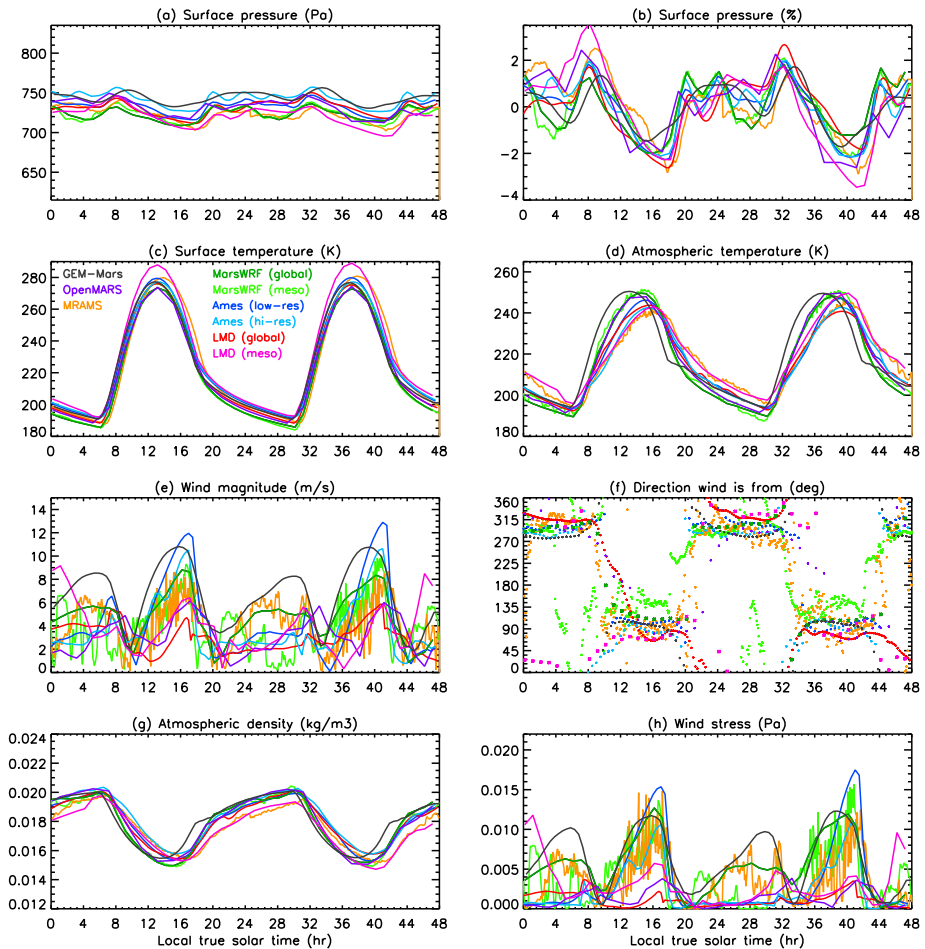 (a) Surface pressure (Pa)
800
750
700
650
0 4 8 12 16 20 24 28 32 36 40 44 48
(b) Surface pressure (%)
2
0
−2
−4
0 4 8 12 16 20 24 28 32 36 40 44 48
(c) Surface temperature (K)
280
260
240
220
200
180
GEM−Mars
OpenMARS
MRAMS
MarsWRF (global)
MarsWRF (meso)
Ames (low−res)
Ames (hi−res)
LMD (global)
LMD (meso)
0 4 8 12 16 20 24 28 32 36 40 44 48
(d) Atmospheric temperature (K)
260
240
220
200
180
0 4 8 12 16 20 24 28 32 36 40 44 48
(e) Wind magnitude (m/s)
14
12
10
8
6
4
2
0
0 4 8 12 16 20 24 28 32 36 40 44 48
(f) Direction wind is from (deg)
360
315
270
225
180
135
90
45
0
0 4 8 12 16 20 24 28 32 36 40 44 48
(g) Atmospheric density (kg/m3)
0.024
0.022
0.020
0.018
0.016
0.014
0.012
0 4 8 12 16 20 24 28 32 36 40 44 48
Local true solar time (hr)
(h) Wind stress (Pa)
0.020
0.015
0.010
0.005
0.000
0 4 8 12 16 20 24 28 32 36 40 44 48
Local true solar time (hr)